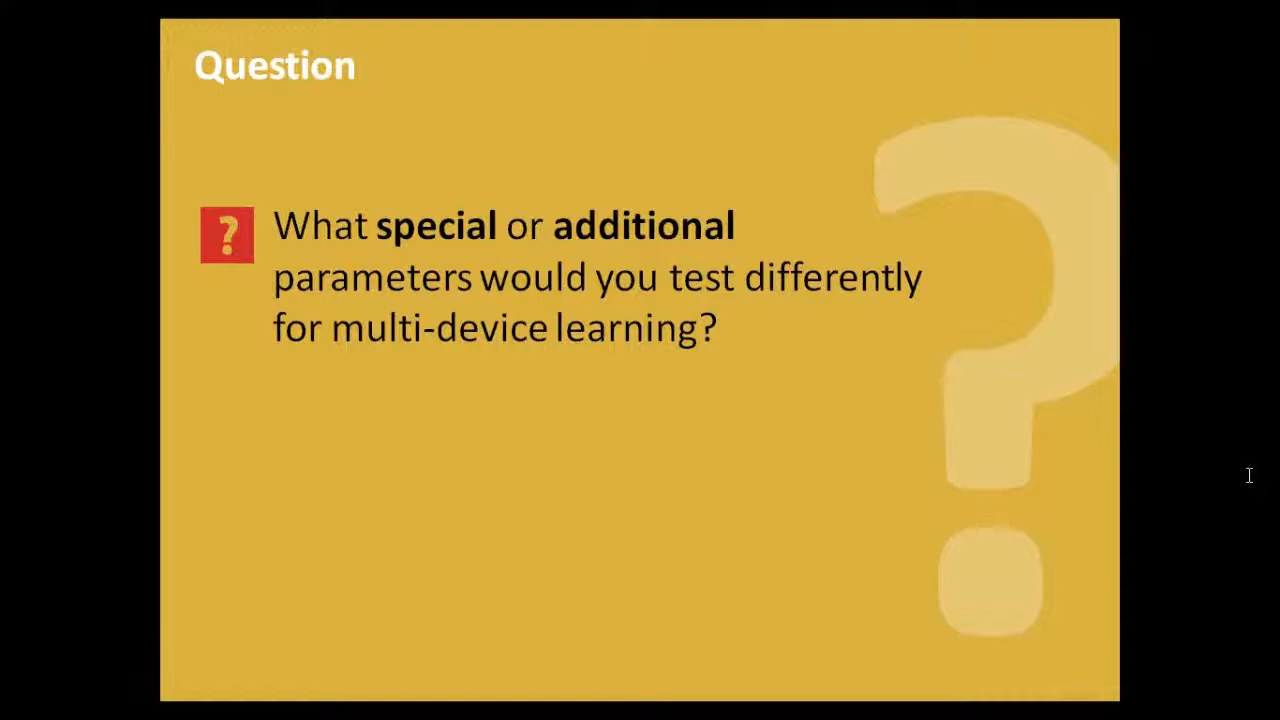 Question
? What special or additional
parameters would you test differently
for multi-device learning?
?